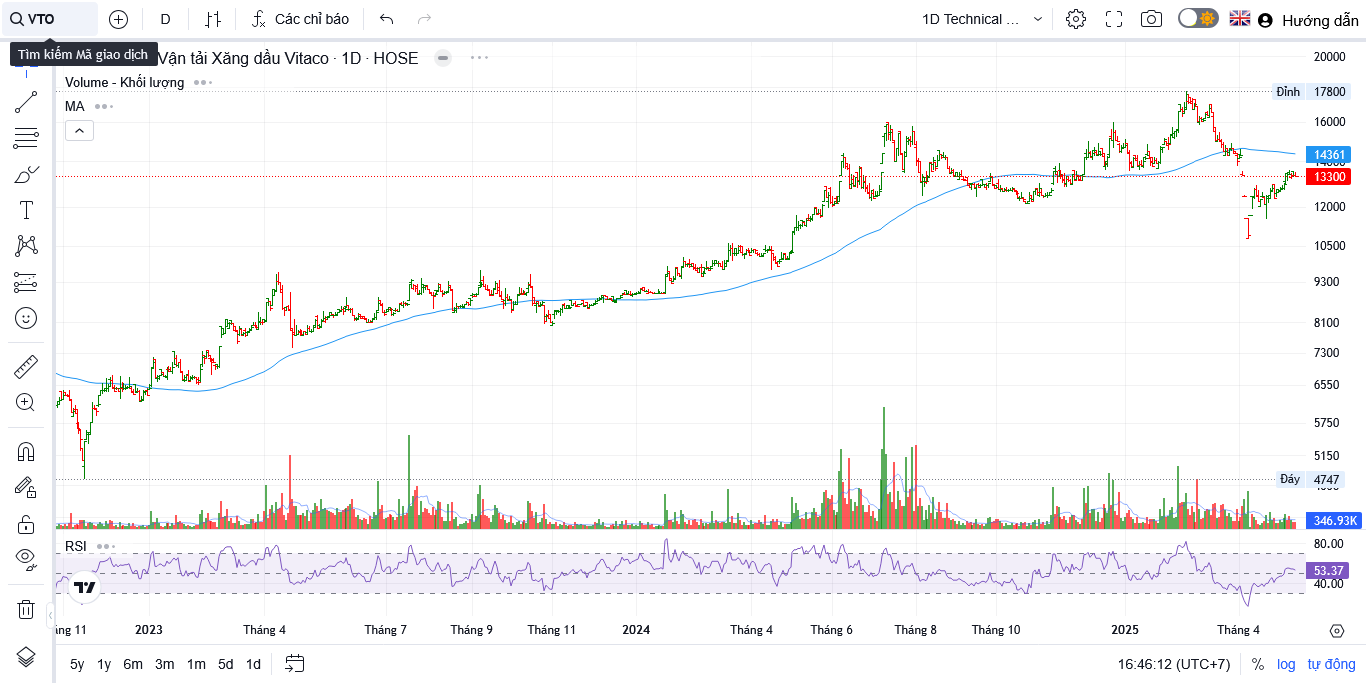 VTO
D
Các chỉ báo
1D Technical ...
Hướng dẫn
Tìm kiếm Mã giao dịch
Vận tải Xăng dầu Vitaco · 1D · HOSE
Volume - Khối lượng
MA
20000
Đỉnh 17800
16000
14361
13300
12000
10500
9300
8100
7300
6550
5750
5150
Đáy 4747
346.93K
RSI
80.00
53.37
40.00
ng 11 2023 Tháng 4 Tháng 7 Tháng 9 Tháng 11 2024 Tháng 4 Tháng 6 Tháng 8 Tháng 10 2025 Tháng 4
5y 1y 6m 3m 1m 5d 1d
16:46:12 (UTC+7) % log tự động